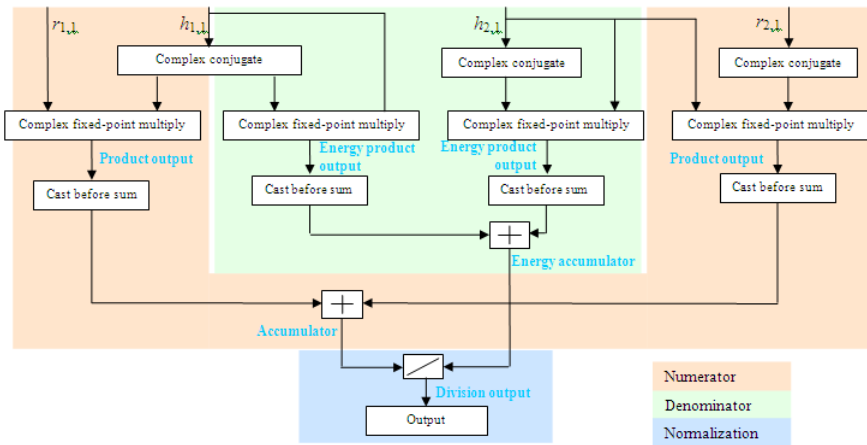 r1,1 h1,1 h2,1 r2,1
Complex conjugate Complex conjugate Complex conjugate
Complex fixed-point multiply Complex fixed-point multiply Complex fixed-point multiply Complex fixed-point multiply
Product output
Energy product
output
Energy product
output
Product output
Cast before sum Cast before sum Cast before sum Cast before sum
Energy accumulator
Accumulator
Division output
Output
Numerator
Denominator
Normalization